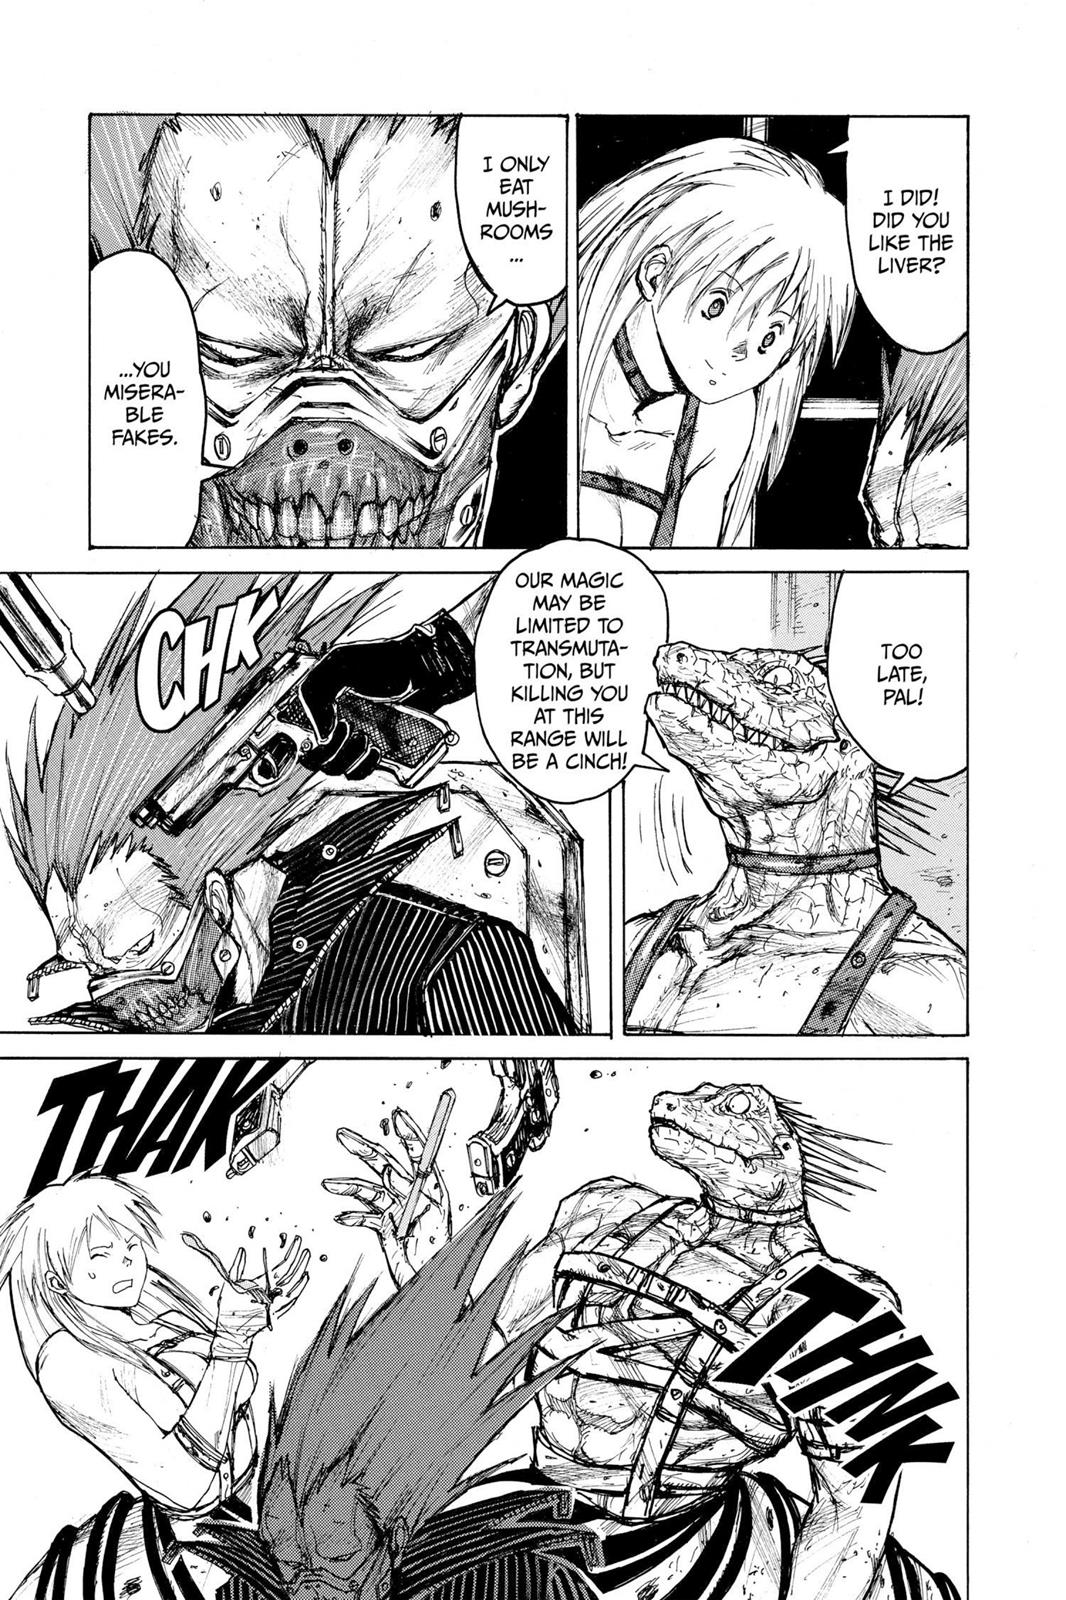 I DID!
DID YOU
LIKE THE
LIVER?
I ONLY
EAT
MUSH-
ROOMS
...
...YOU
MISERA-
BLE
FAKES.
TOO
LATE,
PAL!
OUR MAGIC
MAY BE
LIMITED TO
TRANSMUTA-
TION, BUT
KILLING YOU
AT THIS
RANGE WILL
BE A CINCH!
CHK
THNK
THAK